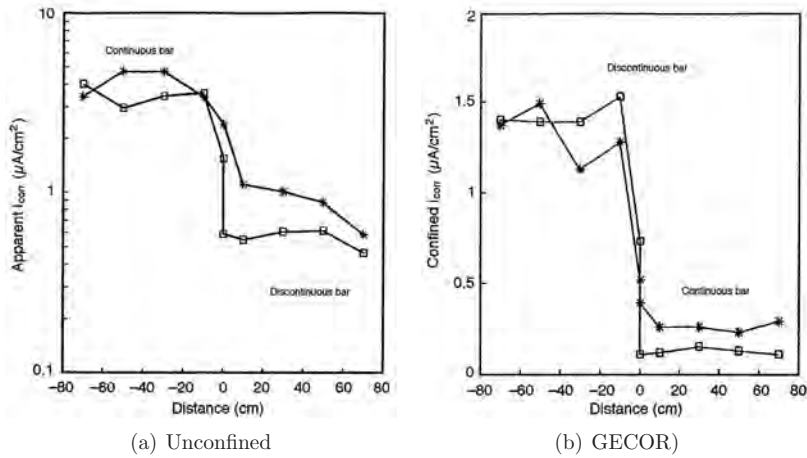 10
1
0.1
Apparent i_corr (µA/cm²)
Continuous bar
Discontinuous bar
−80 −60 −40 −20 0 20 40 60 80
Distance (cm)
(a) Unconfined
2
1.5
1
0.5
0
Confined i_corr (µA/cm²)
Discontinuous bar
Continuous bar
−80 −60 −40 −20 0 20 40 60 80
Distance (cm)
(b) GECOR)